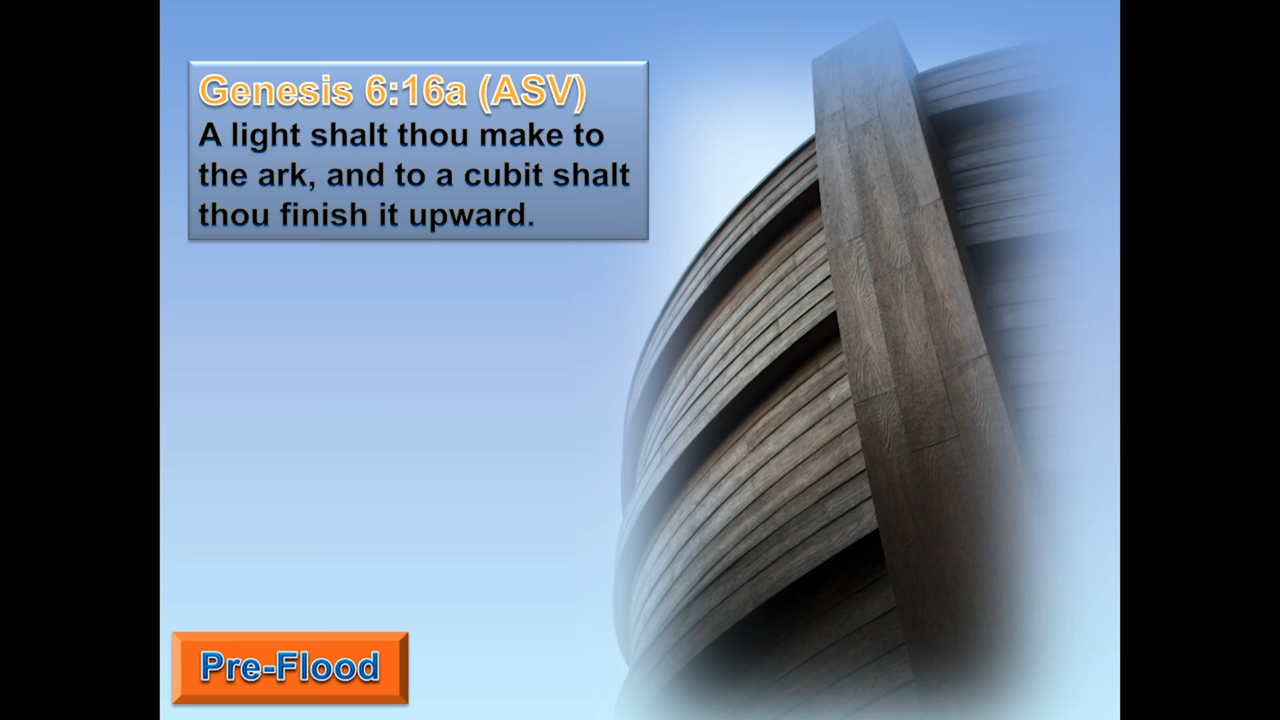 Genesis 6:16a (ASV)
A light shalt thou make to
the ark, and to a cubit shalt
thou finish it upward.
Pre-Flood